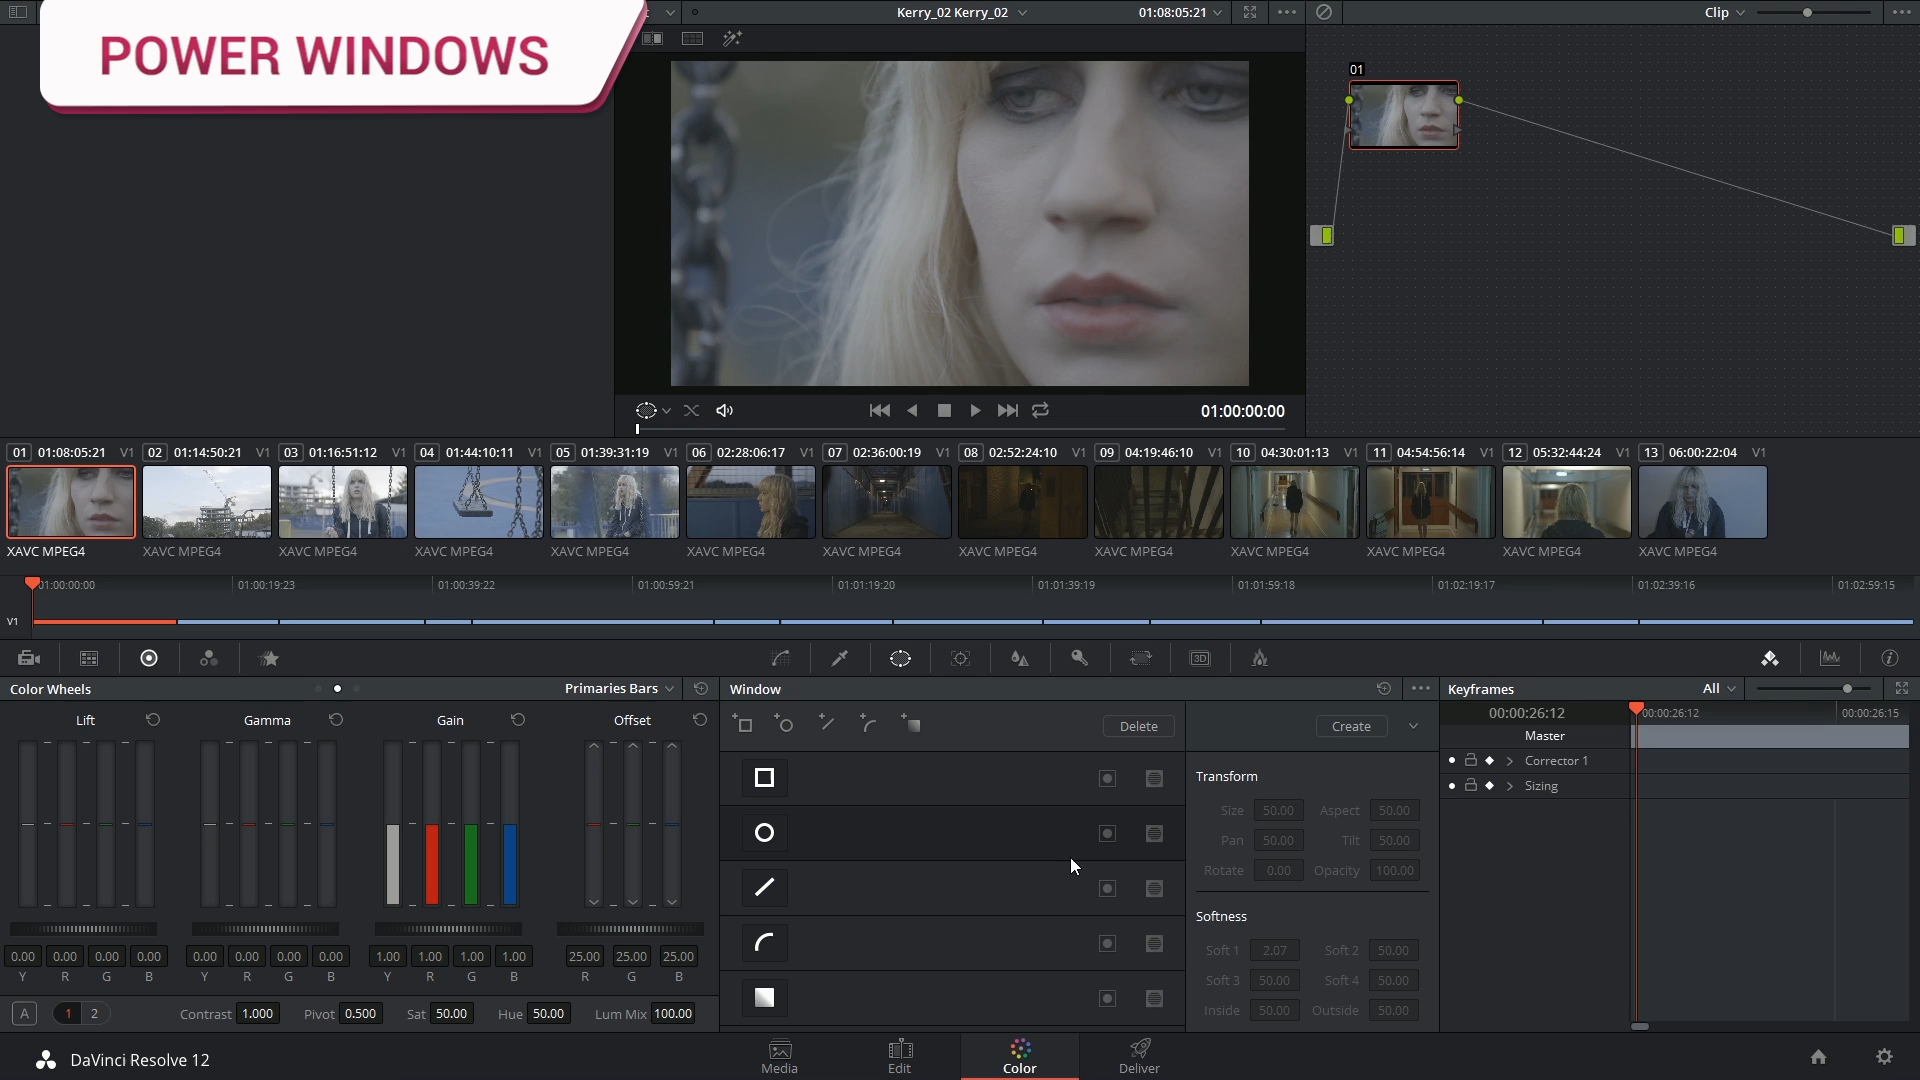 POWER WINDOWS
Kerry_02 Kerry_02
01:08:05:21
Clip
01
01:00:00:00
01 01:08:05:21 V1
02 01:14:50:21 V1
03 01:16:51:12 V1
04 01:44:10:11 V1
05 01:39:31:19 V1
06 02:28:06:17 V1
07 02:36:00:19 V1
08 02:52:24:10 V1
09 04:19:46:10 V1
10 04:30:01:13 V1
11 04:54:56:14 V1
12 05:32:44:24 V1
13 06:00:22:04 V1
XAVC MPEG4
XAVC MPEG4
XAVC MPEG4
XAVC MPEG4
XAVC MPEG4
XAVC MPEG4
XAVC MPEG4
XAVC MPEG4
XAVC MPEG4
XAVC MPEG4
XAVC MPEG4
XAVC MPEG4
XAVC MPEG4
01:00:00:00 01:00:19:23 01:00:39:22 01:00:59:21 01:01:19:20 01:01:39:19 01:01:59:18 01:02:19:17 01:02:39:16 01:02:59:15
V1
3D
Color Wheels
Primaries Bars
Lift
Gamma
Gain
Offset
0.00 0.00 0.00 0.00
Y R G B
0.00 0.00 0.00 0.00
Y R G B
1.00 1.00 1.00 1.00
Y R G B
25.00 25.00 25.00
R G B
A 1 2
Contrast 1.000
Pivot 0.500
Sat 50.00
Hue 50.00
Lum Mix 100.00
Window
Delete
Create
Transform
Size 50.00 Aspect 50.00
Pan 50.00 Tilt 50.00
Rotate 0.00 Opacity 100.00
Softness
Soft 1 2.07 Soft 2 50.00
Soft 3 50.00 Soft 4 50.00
Inside 50.00 Outside 50.00
Keyframes
All
00:00:26:12
00:00:26:12
00:00:26:15
Master
Corrector 1
Sizing
DaVinci Resolve 12
Media
Edit
Color
Deliver